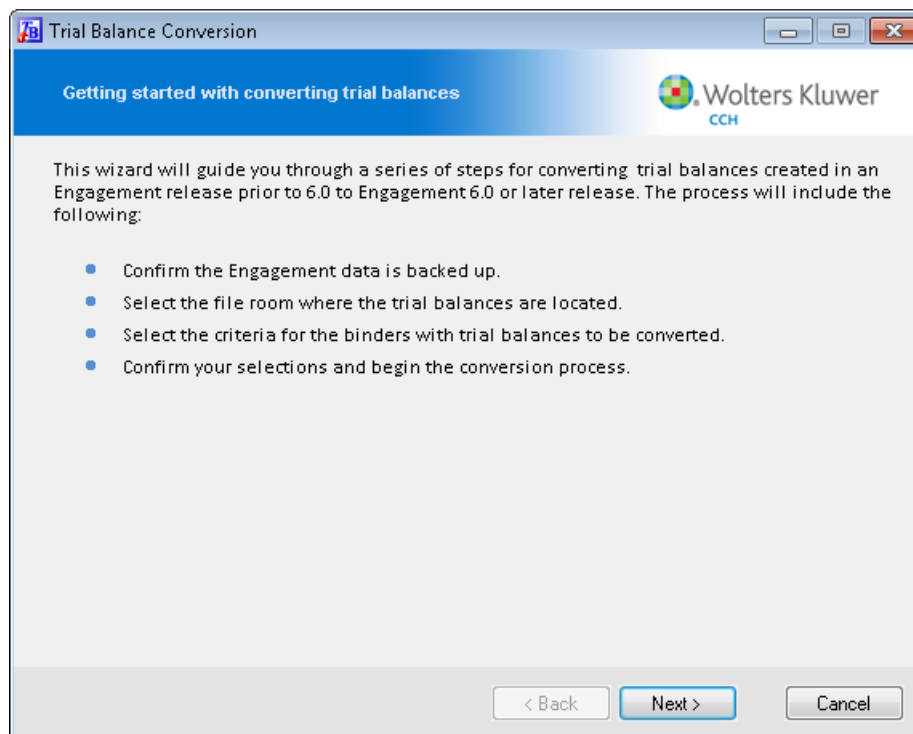 TB Trial Balance Conversion
Getting started with converting trial balances
Wolters Kluwer
CCH
This wizard will guide you through a series of steps for converting trial balances created in an
Engagement release prior to 6.0 to Engagement 6.0 or later release. The process will include the
following:
Confirm the Engagement data is backed up.
Select the file room where the trial balances are located.
Select the criteria for the binders with trial balances to be converted.
Confirm your selections and begin the conversion process.
< Back Next > Cancel